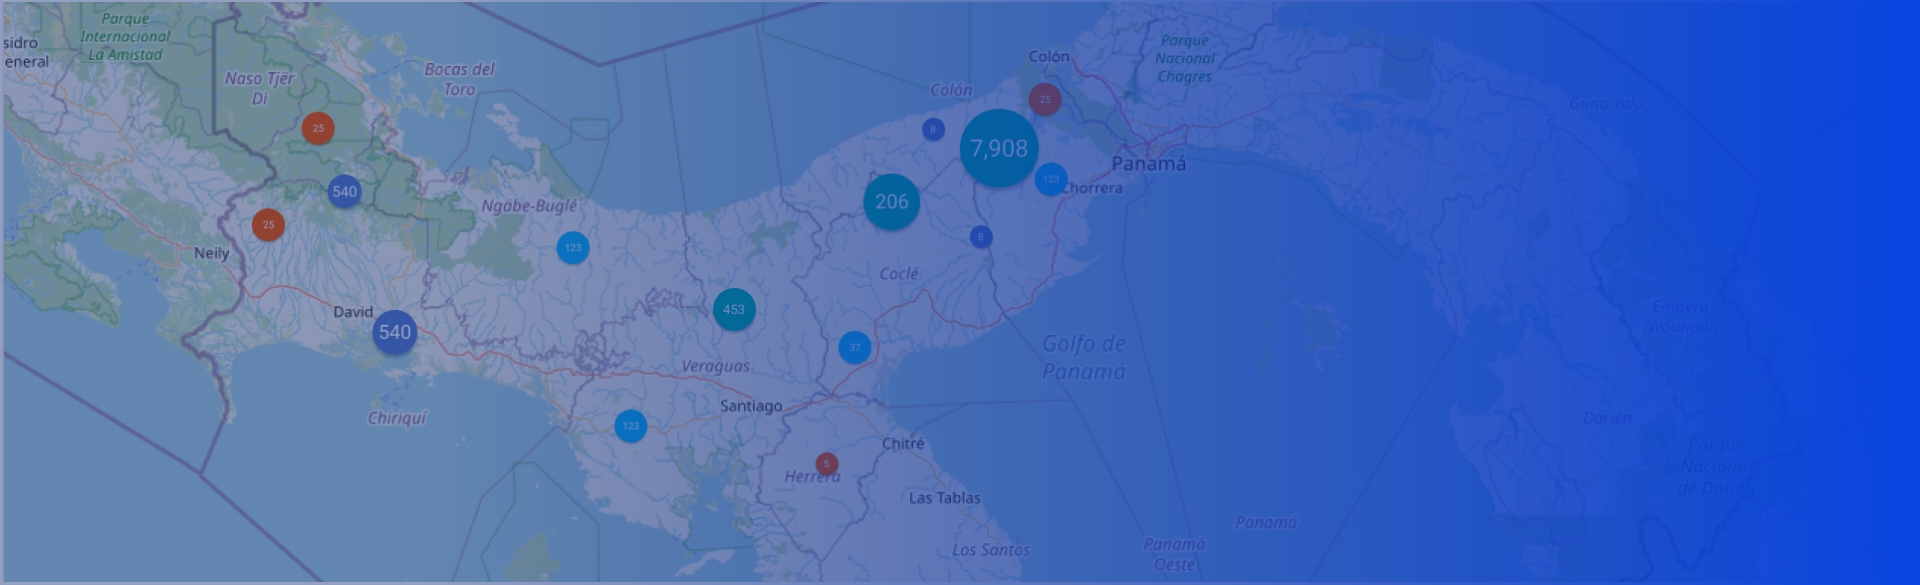 Parque
Internacional
La Amistad
sidro
eneral
Naso Tjër
Di
Bocas del
Toro
25
540
25
Neily
David
540
Chiriquí
Ngäbe-Buglé
123
123
453
Veraguas
Santiago
37
5
Herrera
Chitré
Las Tablas
Los Santos
Coclé
206
8
Colón
Colón
25
7,908
123
Chorrera
8
Panamá
Parque
Nacional
Chagres
Guna Yala
Golfo de
Panamá
Emberá
Wounaan
Darién
Parque
Nacional
de Darién
Panamá
Panamá
Oeste